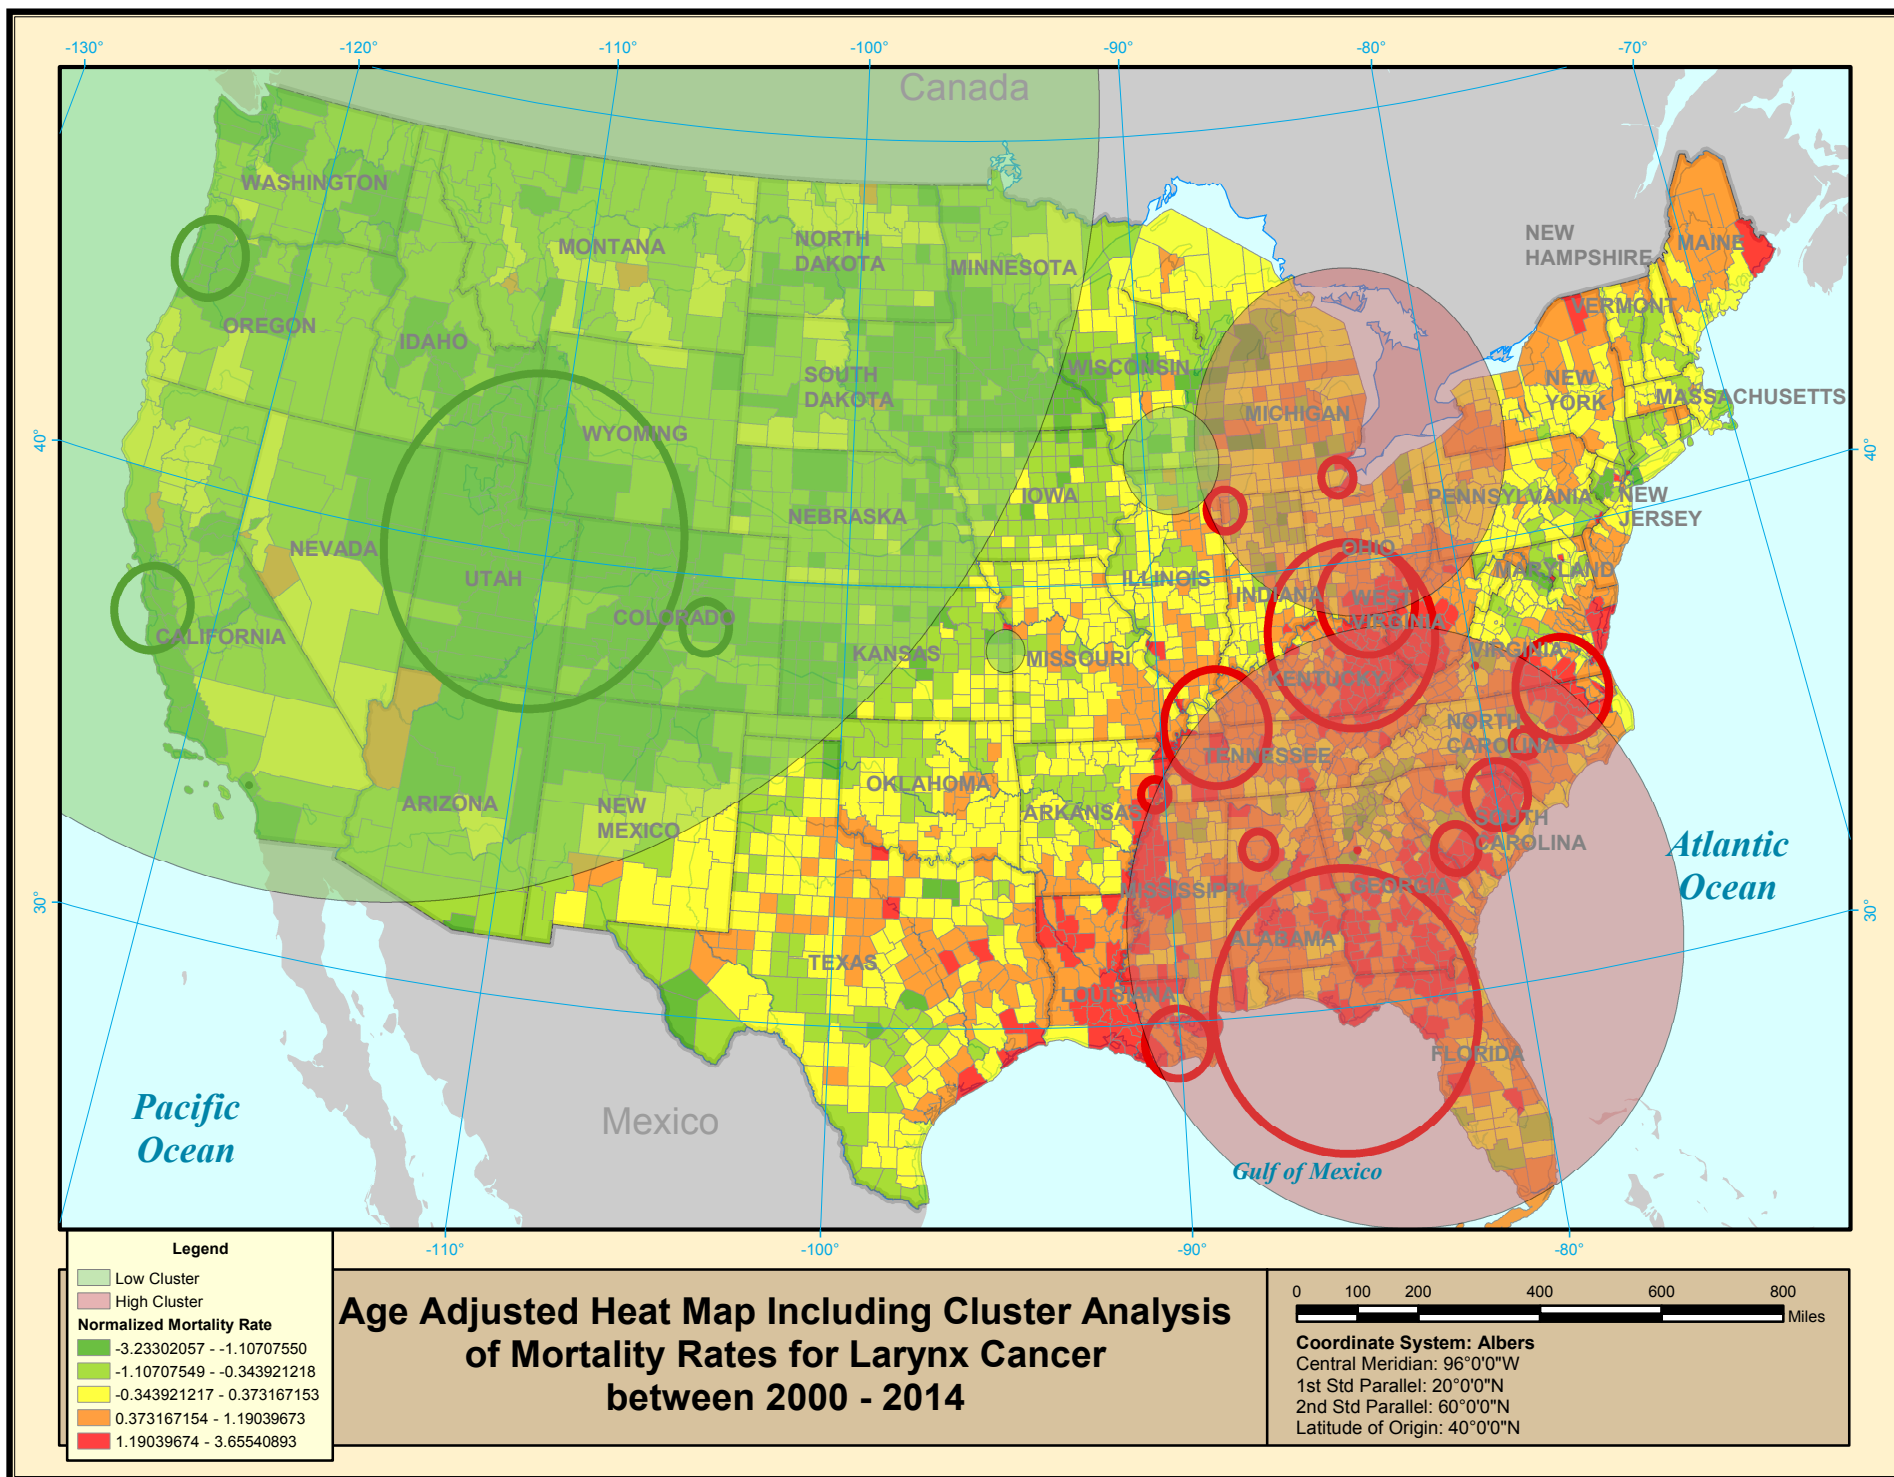 -130°
-120°
-110°
-100°
-90°
-80°
-70°
Canada
WASHINGTON
MONTANA
NORTH
DAKOTA
MINNESOTA
NEW
HAMPSHIRE
MAINE
VERMONT
OREGON
IDAHO
WISCONSIN
SOUTH
DAKOTA
MICHIGAN
NEW
YORK
MASSACHUSETTS
40°
40°
WYOMING
IOWA
NEBRASKA
PENNSYLVANIA
NEW
JERSEY
NEVADA
UTAH
OHIO
ILLINOIS
INDIANA
MARYLAND
WEST
VIRGINIA
COLORADO
CALIFORNIA
KANSAS
MISSOURI
VIRGINIA
KENTUCKY
NORTH
CAROLINA
TENNESSEE
OKLAHOMA
ARIZONA
NEW
MEXICO
ARKANSAS
SOUTH
CAROLINA
Atlantic
Ocean
MISSISSIPPI
GEORGIA
30°
30°
ALABAMA
TEXAS
LOUISIANA
FLORIDA
Pacific
Ocean
Mexico
Gulf of Mexico
-110°
-100°
-90°
-80°
Legend
Low Cluster
High Cluster
Normalized Mortality Rate
-3.23302057 - -1.10707550
-1.10707549 - -0.343921218
-0.343921217 - 0.373167153
0.373167154 - 1.19039673
1.19039674 - 3.65540893
Age Adjusted Heat Map Including Cluster Analysis
of Mortality Rates for Larynx Cancer
between 2000 - 2014
0 100 200 400 600 800
Miles
Coordinate System: Albers
Central Meridian: 96°0'0"W
1st Std Parallel: 20°0'0"N
2nd Std Parallel: 60°0'0"N
Latitude of Origin: 40°0'0"N